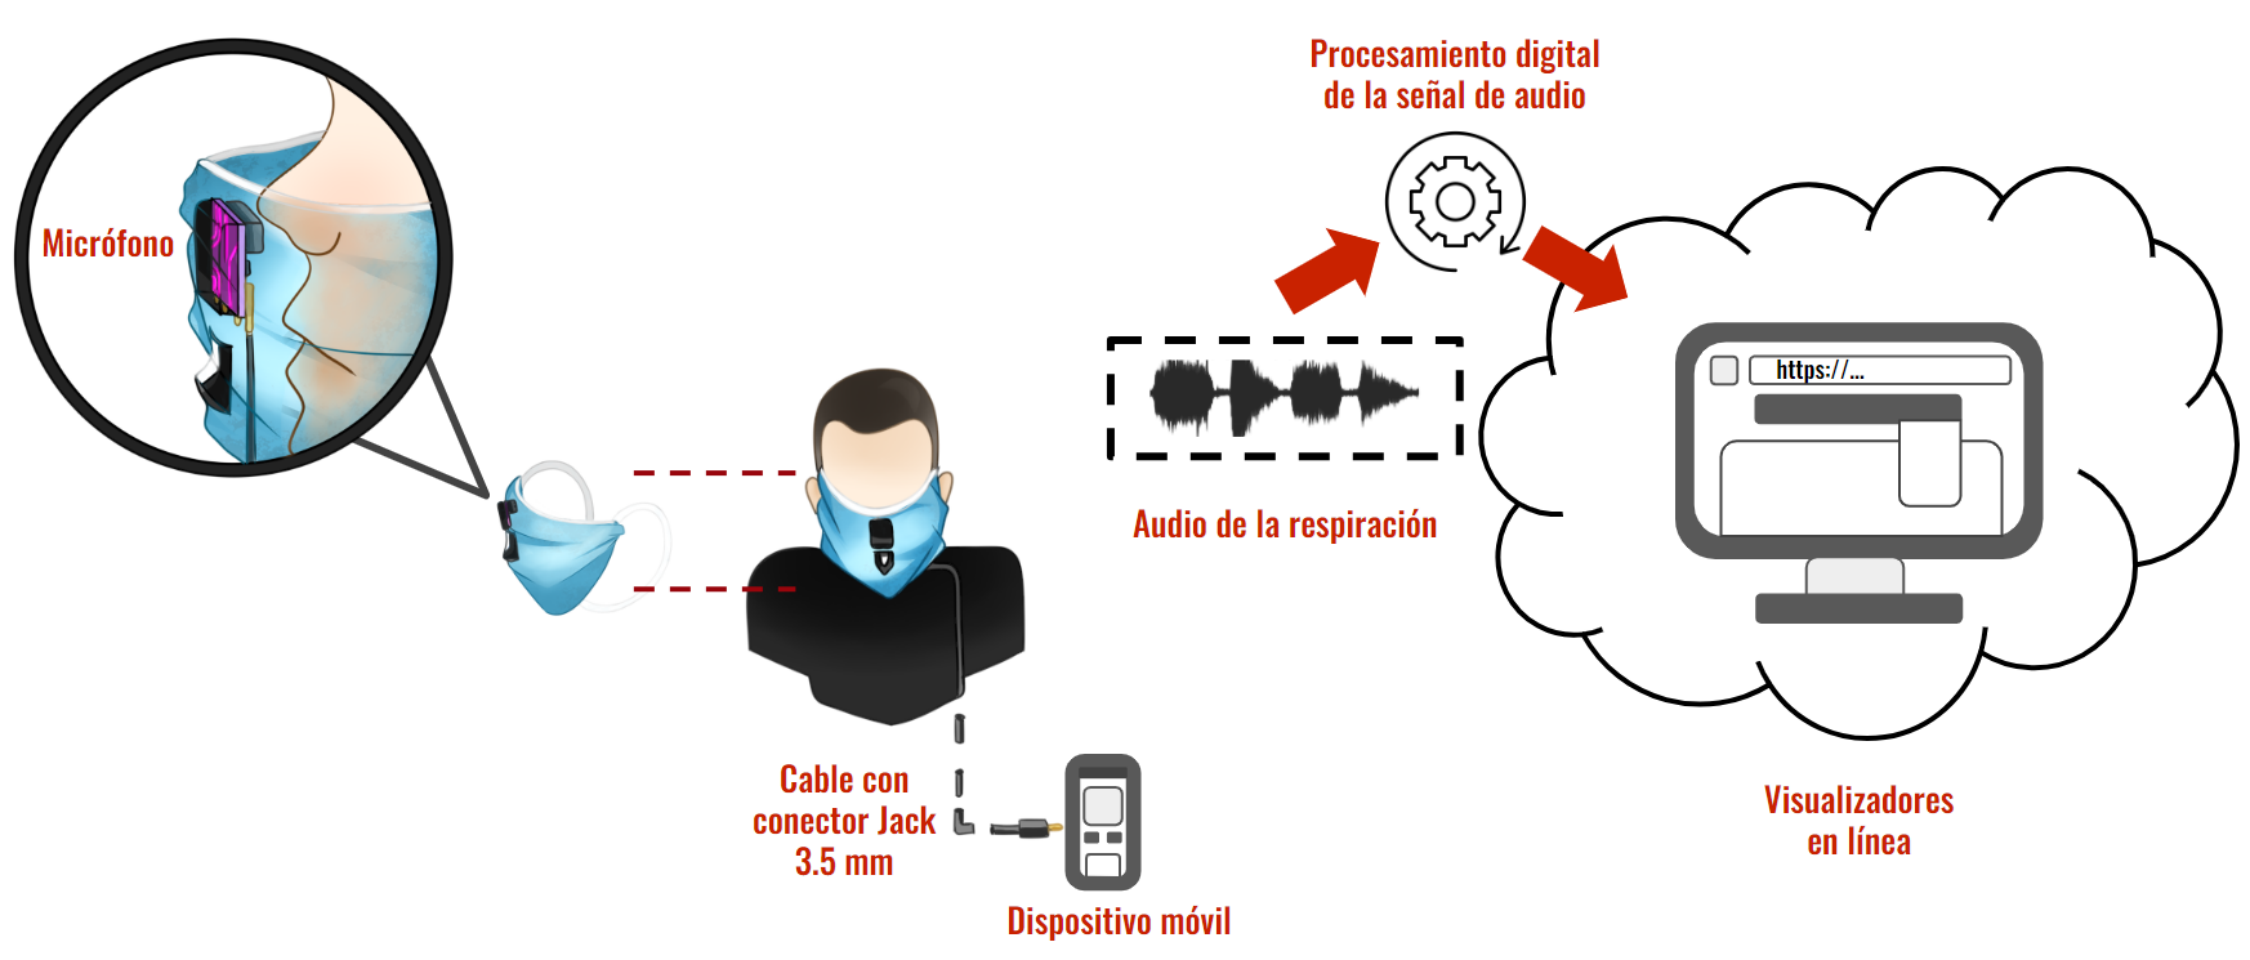 Micrófono
Cable con
conector Jack
3.5 mm
Dispositivo móvil
Audio de la respiración
Procesamiento digital
de la señal de audio
https://...
Visualizadores
en línea